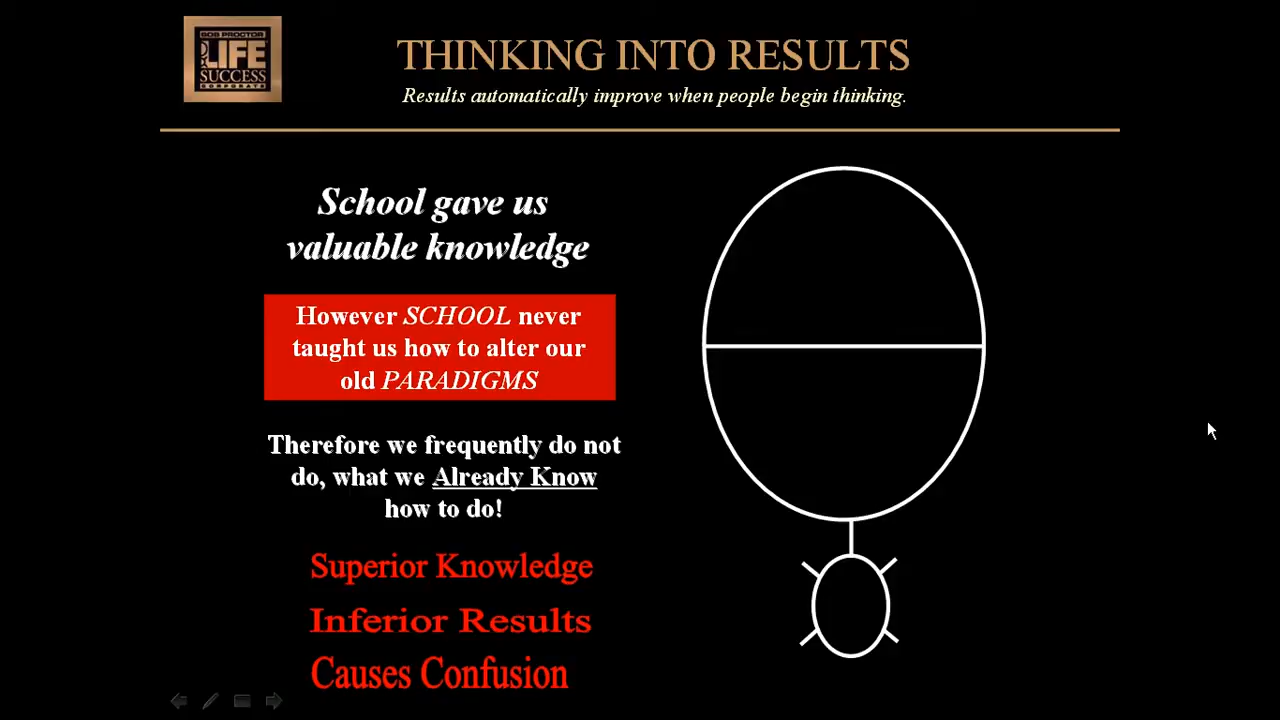 BOB PROCTOR
LIFE
SUCCESS
CORPORATE
THINKING INTO RESULTS
Results automatically improve when people begin thinking.
School gave us
valuable knowledge
However SCHOOL never
taught us how to alter our
old PARADIGMS
Therefore we frequently do not
do, what we Already Know
how to do!
Superior Knowledge
Inferior Results
Causes Confusion